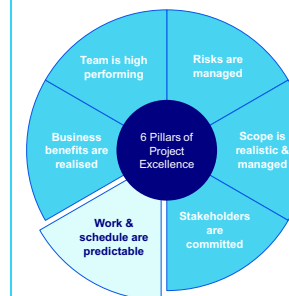 Team is high
performing
Risks are
managed
Business
benefits are
realised
6 Pillars of
Project
Excellence
Scope is
realistic &
managed
Work &
schedule are
predictable
Stakeholders
are
committed